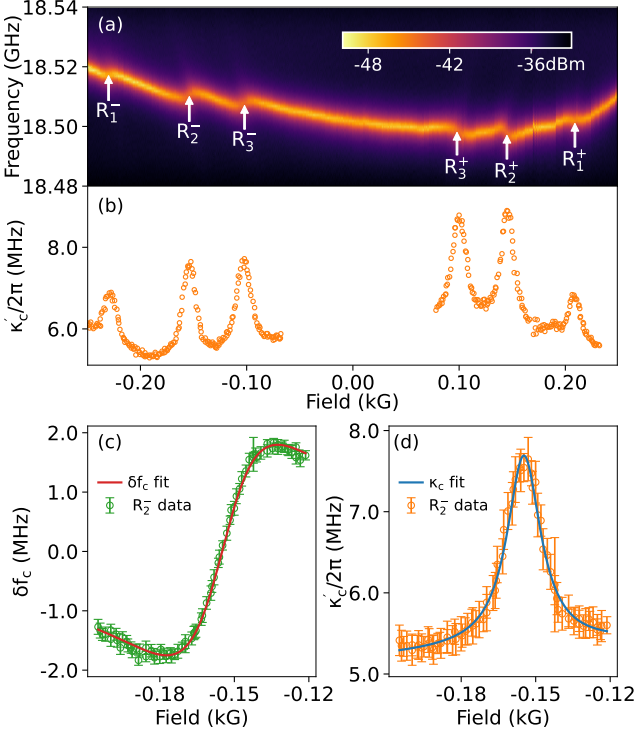 18.54
(a)
18.52
18.50
18.48
Frequency (GHz)
-48 -42 -36dBm
R₁⁻ R₂⁻ R₃⁻ R₃⁺ R₂⁺ R₁⁺
(b)
8.0
6.0
κ′c/2π (MHz)
-0.20 -0.10 0.00 0.10 0.20
Field (kG)
(c)
2.0
1.0
0.0
-1.0
-2.0
δfc (MHz)
δfc fit
R₂⁻ data
-0.18 -0.15 -0.12
Field (kG)
(d)
8.0
7.0
6.0
5.0
κ′c/2π (MHz)
κc fit
R₂⁻ data
-0.18 -0.15 -0.12
Field (kG)